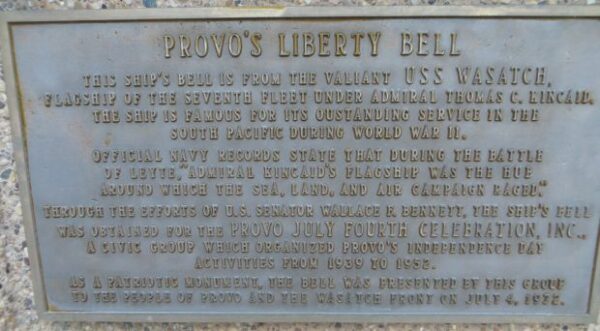 PROVO'S LIBERTY BELL
THIS SHIP'S BELL IS FROM THE VALIANT USS WASATCH,
FLAGSHIP OF THE SEVENTH FLEET UNDER ADMIRAL THOMAS C. KINCAID.
THE SHIP IS FAMOUS FOR ITS OUSTANDING SERVICE IN THE
SOUTH PACIFIC DURING WORLD WAR II.
OFFICIAL NAVY RECORDS STATE THAT DURING THE BATTLE
OF LEYTE, "ADMIRAL KINCAID'S FLAGSHIP WAS THE HUB
AROUND WHICH THE SEA, LAND, AND AIR CAMPAIGN RAGED."
THROUGH THE EFFORTS OF U.S. SENATOR WALLACE F. BENNETT, THE SHIP'S BELL
WAS OBTAINED FOR THE PROVO JULY FOURTH CELEBRATION, INC.,
A CIVIC GROUP WHICH ORGANIZED PROVO'S INDEPENDENCE DAY
ACTIVITIES FROM 1939 TO 1952.
AS A PATRIOTIC MONUMENT, THE BELL WAS PRESENTED BY THIS GROUP
TO THE PEOPLE OF PROVO AND THE WASATCH FRONT ON JULY 4,